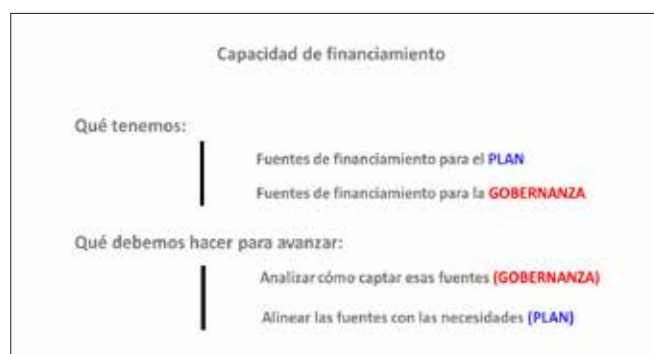 Capacidad de financiamiento
Qué tenemos:
Fuentes de financiamiento para el PLAN
Fuentes de financiamiento para la GOBERNANZA
Qué debemos hacer para avanzar:
Analizar cómo captar esas fuentes (GOBERNANZA)
Alinear las fuentes con las necesidades (PLAN)